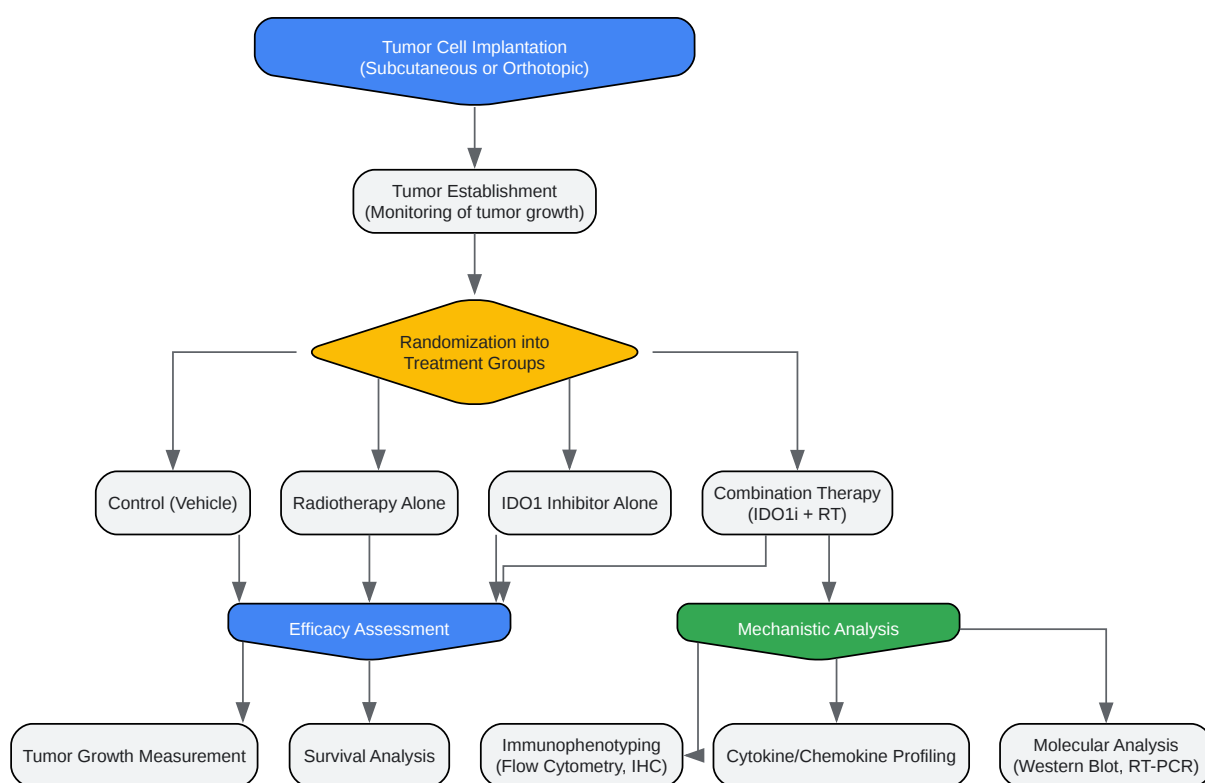 Tumor Cell Implantation
(Subcutaneous or Orthotopic)
Tumor Establishment
(Monitoring of tumor growth)
Randomization into
Treatment Groups
Control (Vehicle)
Radiotherapy Alone
IDO1 Inhibitor Alone
Combination Therapy
(IDO1i + RT)
Efficacy Assessment
Mechanistic Analysis
Tumor Growth Measurement
Survival Analysis
Immunophenotyping
(Flow Cytometry, IHC)
Cytokine/Chemokine Profiling
Molecular Analysis
(Western Blot, RT-PCR)